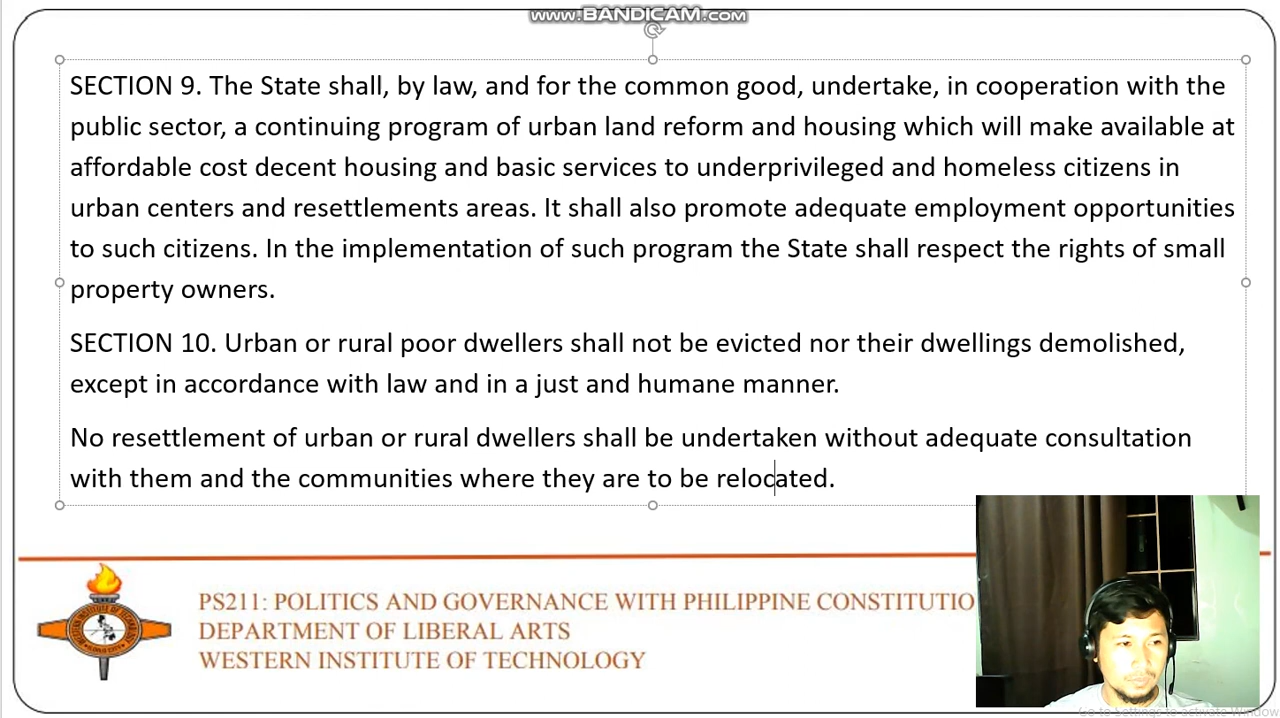 www.BANDICAM.com
SECTION 9. The State shall, by law, and for the common good, undertake, in cooperation with the
public sector, a continuing program of urban land reform and housing which will make available at
affordable cost decent housing and basic services to underprivileged and homeless citizens in
urban centers and resettlements areas. It shall also promote adequate employment opportunities
to such citizens. In the implementation of such program the State shall respect the rights of small
property owners.
SECTION 10. Urban or rural poor dwellers shall not be evicted nor their dwellings demolished,
except in accordance with law and in a just and humane manner.
No resettlement of urban or rural dwellers shall be undertaken without adequate consultation
with them and the communities where they are to be relocated.
PS211: POLITICS AND GOVERNANCE WITH PHILIPPINE CONSTITUTIO
DEPARTMENT OF LIBERAL ARTS
WESTERN INSTITUTE OF TECHNOLOGY
Go to Settings to activate Window